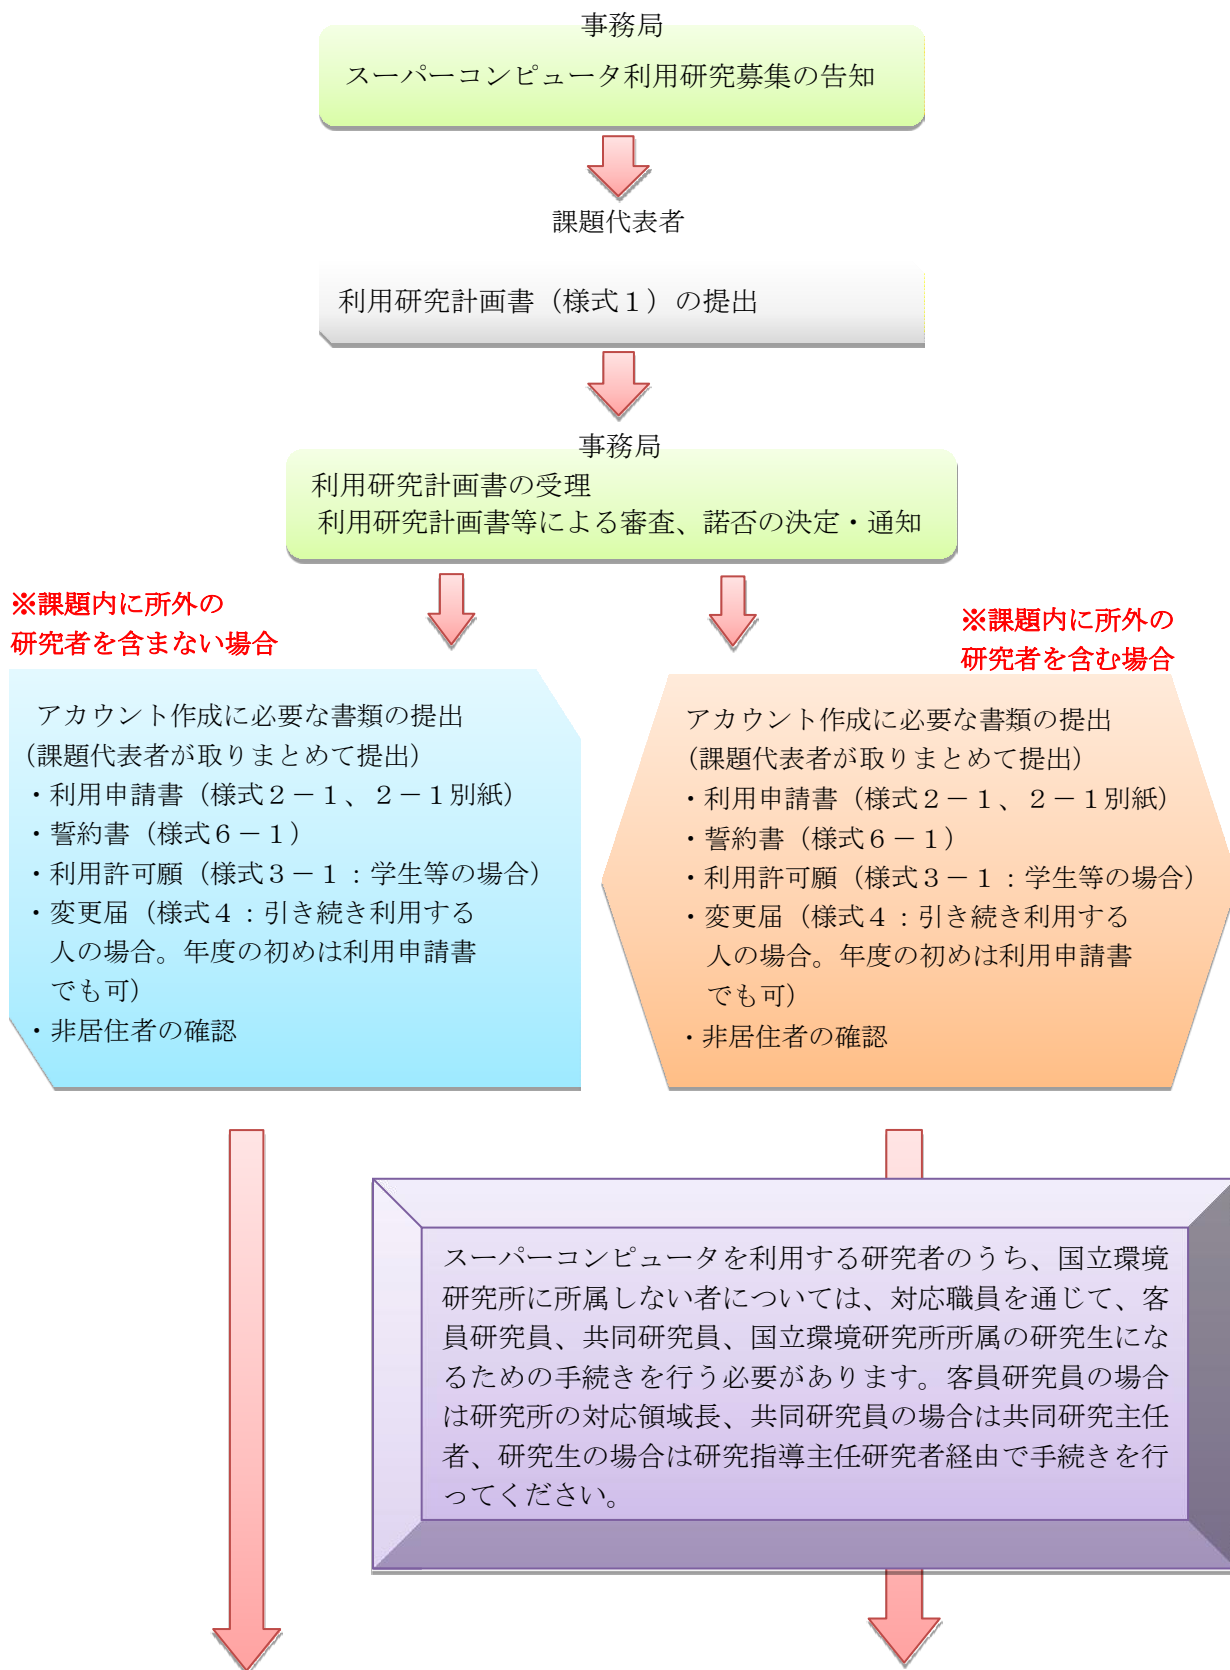 事務局
スーパーコンピュータ利用研究募集の告知
課題代表者
利用研究計画書（様式１）の提出
事務局
利用研究計画書の受理
利用研究計画書等による審査、諾否の決定・通知
※課題内に所外の
研究者を含まない場合
アカウント作成に必要な書類の提出
(課題代表者が取りまとめて提出)
・利用申請書（様式２－１、２－１別紙）
・誓約書（様式６－１）
・利用許可願（様式３－１：学生等の場合）
・変更届（様式４：引き続き利用する
人の場合。年度の初めは利用申請書
でも可）
・非居住者の確認
※課題内に所外の
研究者を含む場合
アカウント作成に必要な書類の提出
(課題代表者が取りまとめて提出)
・利用申請書（様式２－１、２－１別紙）
・誓約書（様式６－１）
・利用許可願（様式３－１：学生等の場合）
・変更届（様式４：引き続き利用する
人の場合。年度の初めは利用申請書
でも可）
・非居住者の確認
スーパーコンピュータを利用する研究者のうち、国立環境
研究所に所属しない者については、対応職員を通じて、客
員研究員、共同研究員、国立環境研究所所属の研究生にな
るための手続きを行う必要があります。客員研究員の場合
は研究所の対応領域長、共同研究員の場合は共同研究主任
者、研究生の場合は研究指導主任研究者経由で手続きを行
ってください。